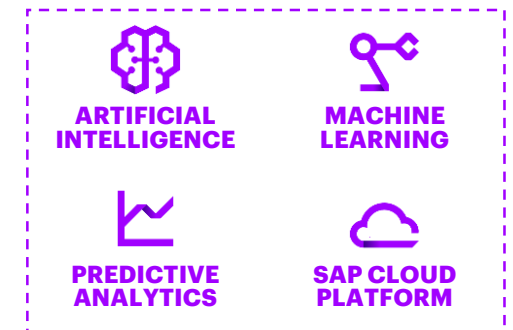 ARTIFICIAL
INTELLIGENCE
MACHINE
LEARNING
PREDICTIVE
ANALYTICS
SAP CLOUD
PLATFORM